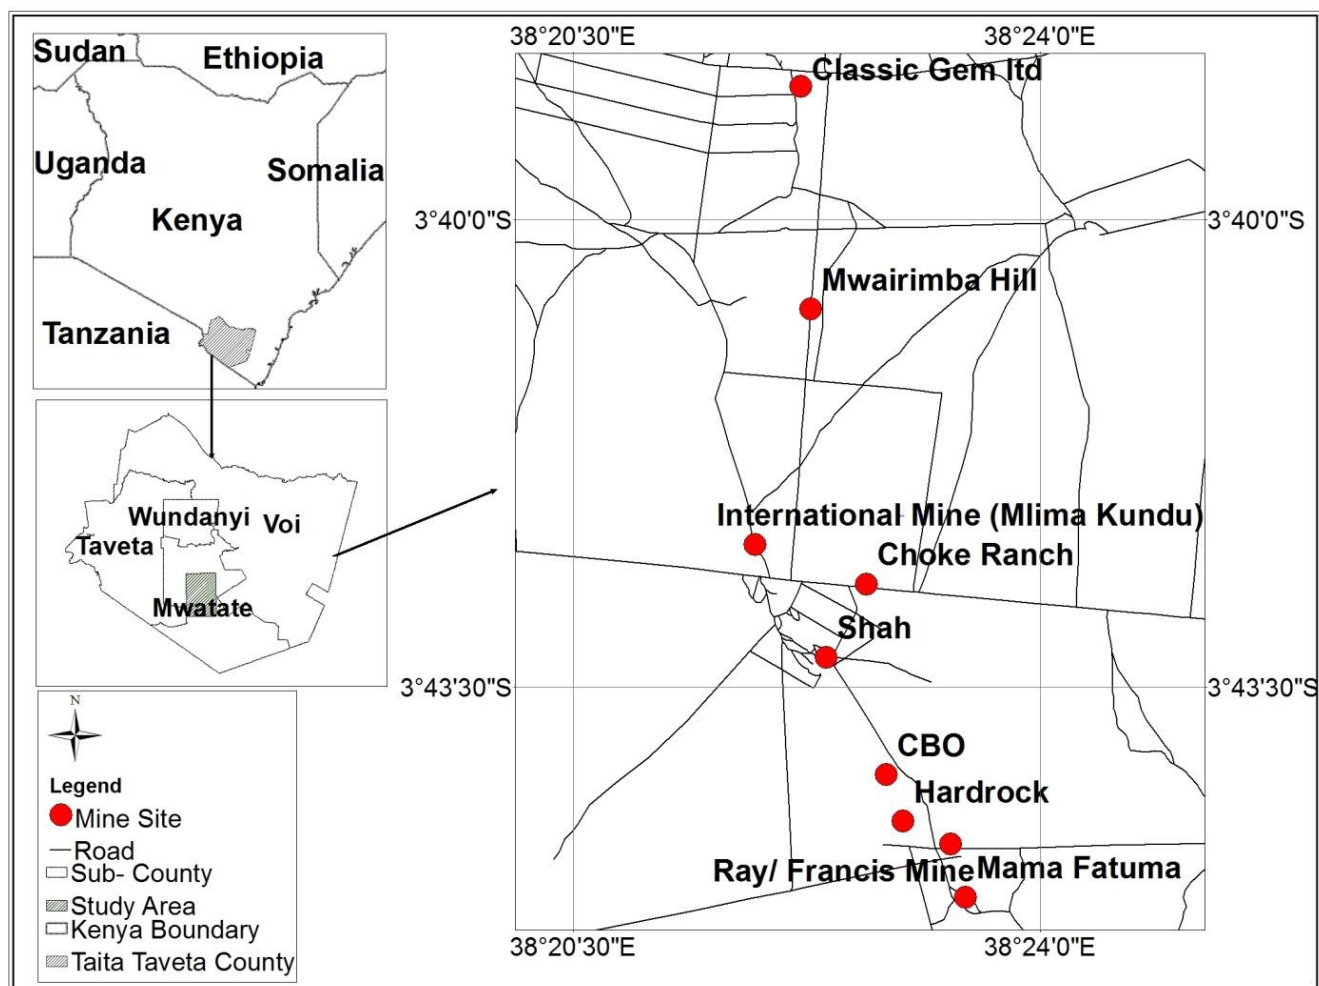 Sudan
Ethiopia
Uganda
Somalia
Kenya
Tanzania
Wundanyi
Voi
Taveta
Mwatate
N
Legend
Mine Site
Road
Sub- County
Study Area
Kenya Boundary
Taita Taveta County
38°20'30"E
38°24'0"E
Classic Gem ltd
3°40'0"S
3°40'0"S
Mwairimba Hill
International Mine (Mlima Kundu)
Choke Ranch
Shah
3°43'30"S
3°43'30"S
CBO
Hardrock
Ray/ Francis Mine
Mama Fatuma
38°20'30"E
38°24'0"E